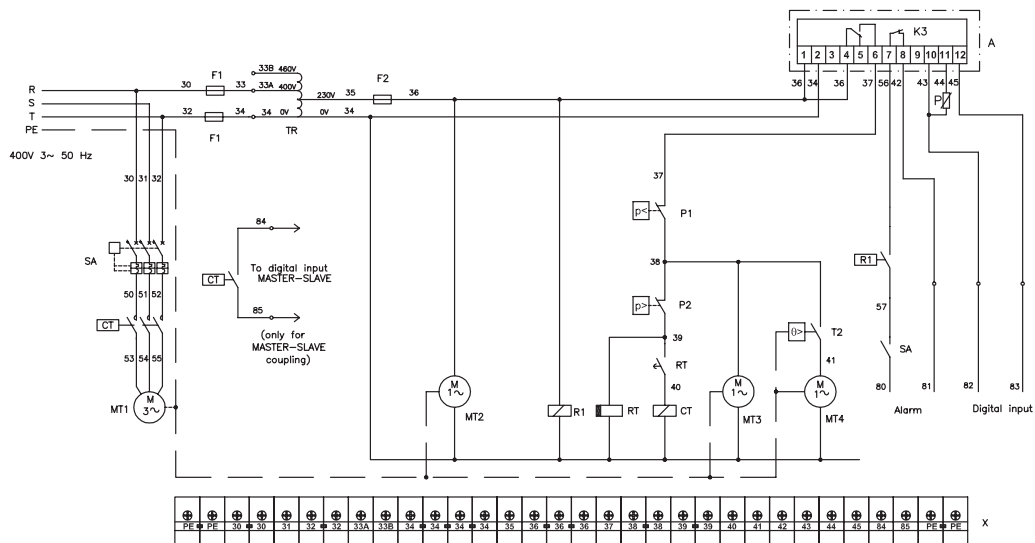 K3
A
1 2 3 4 5 6 7 8 9 10 11 12
36 34 36 37 56 42 43 44 45
P
33B 460V
F1 33A 400V F2
R 30 33 230V 35 36
S
T 32 34 34 0V 0V 34
PE F1 TR
400V 3~ 50 Hz
30 31 32
37
p< P1
84
SA
To digital input
MASTER-SLAVE
CT
38
R1
50 51 52
85
p> P2
57
(only for
MASTER-SLAVE
coupling)
CT
39
θ> T2
SA
53 54 55
RT
41
40
80 81 82 83
M
3~
MT1
M
1~
MT2
R1
RT
CT
M
1~
MT3
M
1~
MT4
Alarm
Digital input
PE PE 30 30 31 32 32 33A 33B 34 34 34 34 35 36 36 36 37 38 38 39 39 40 41 42 43 44 45 84 85 PE PE X